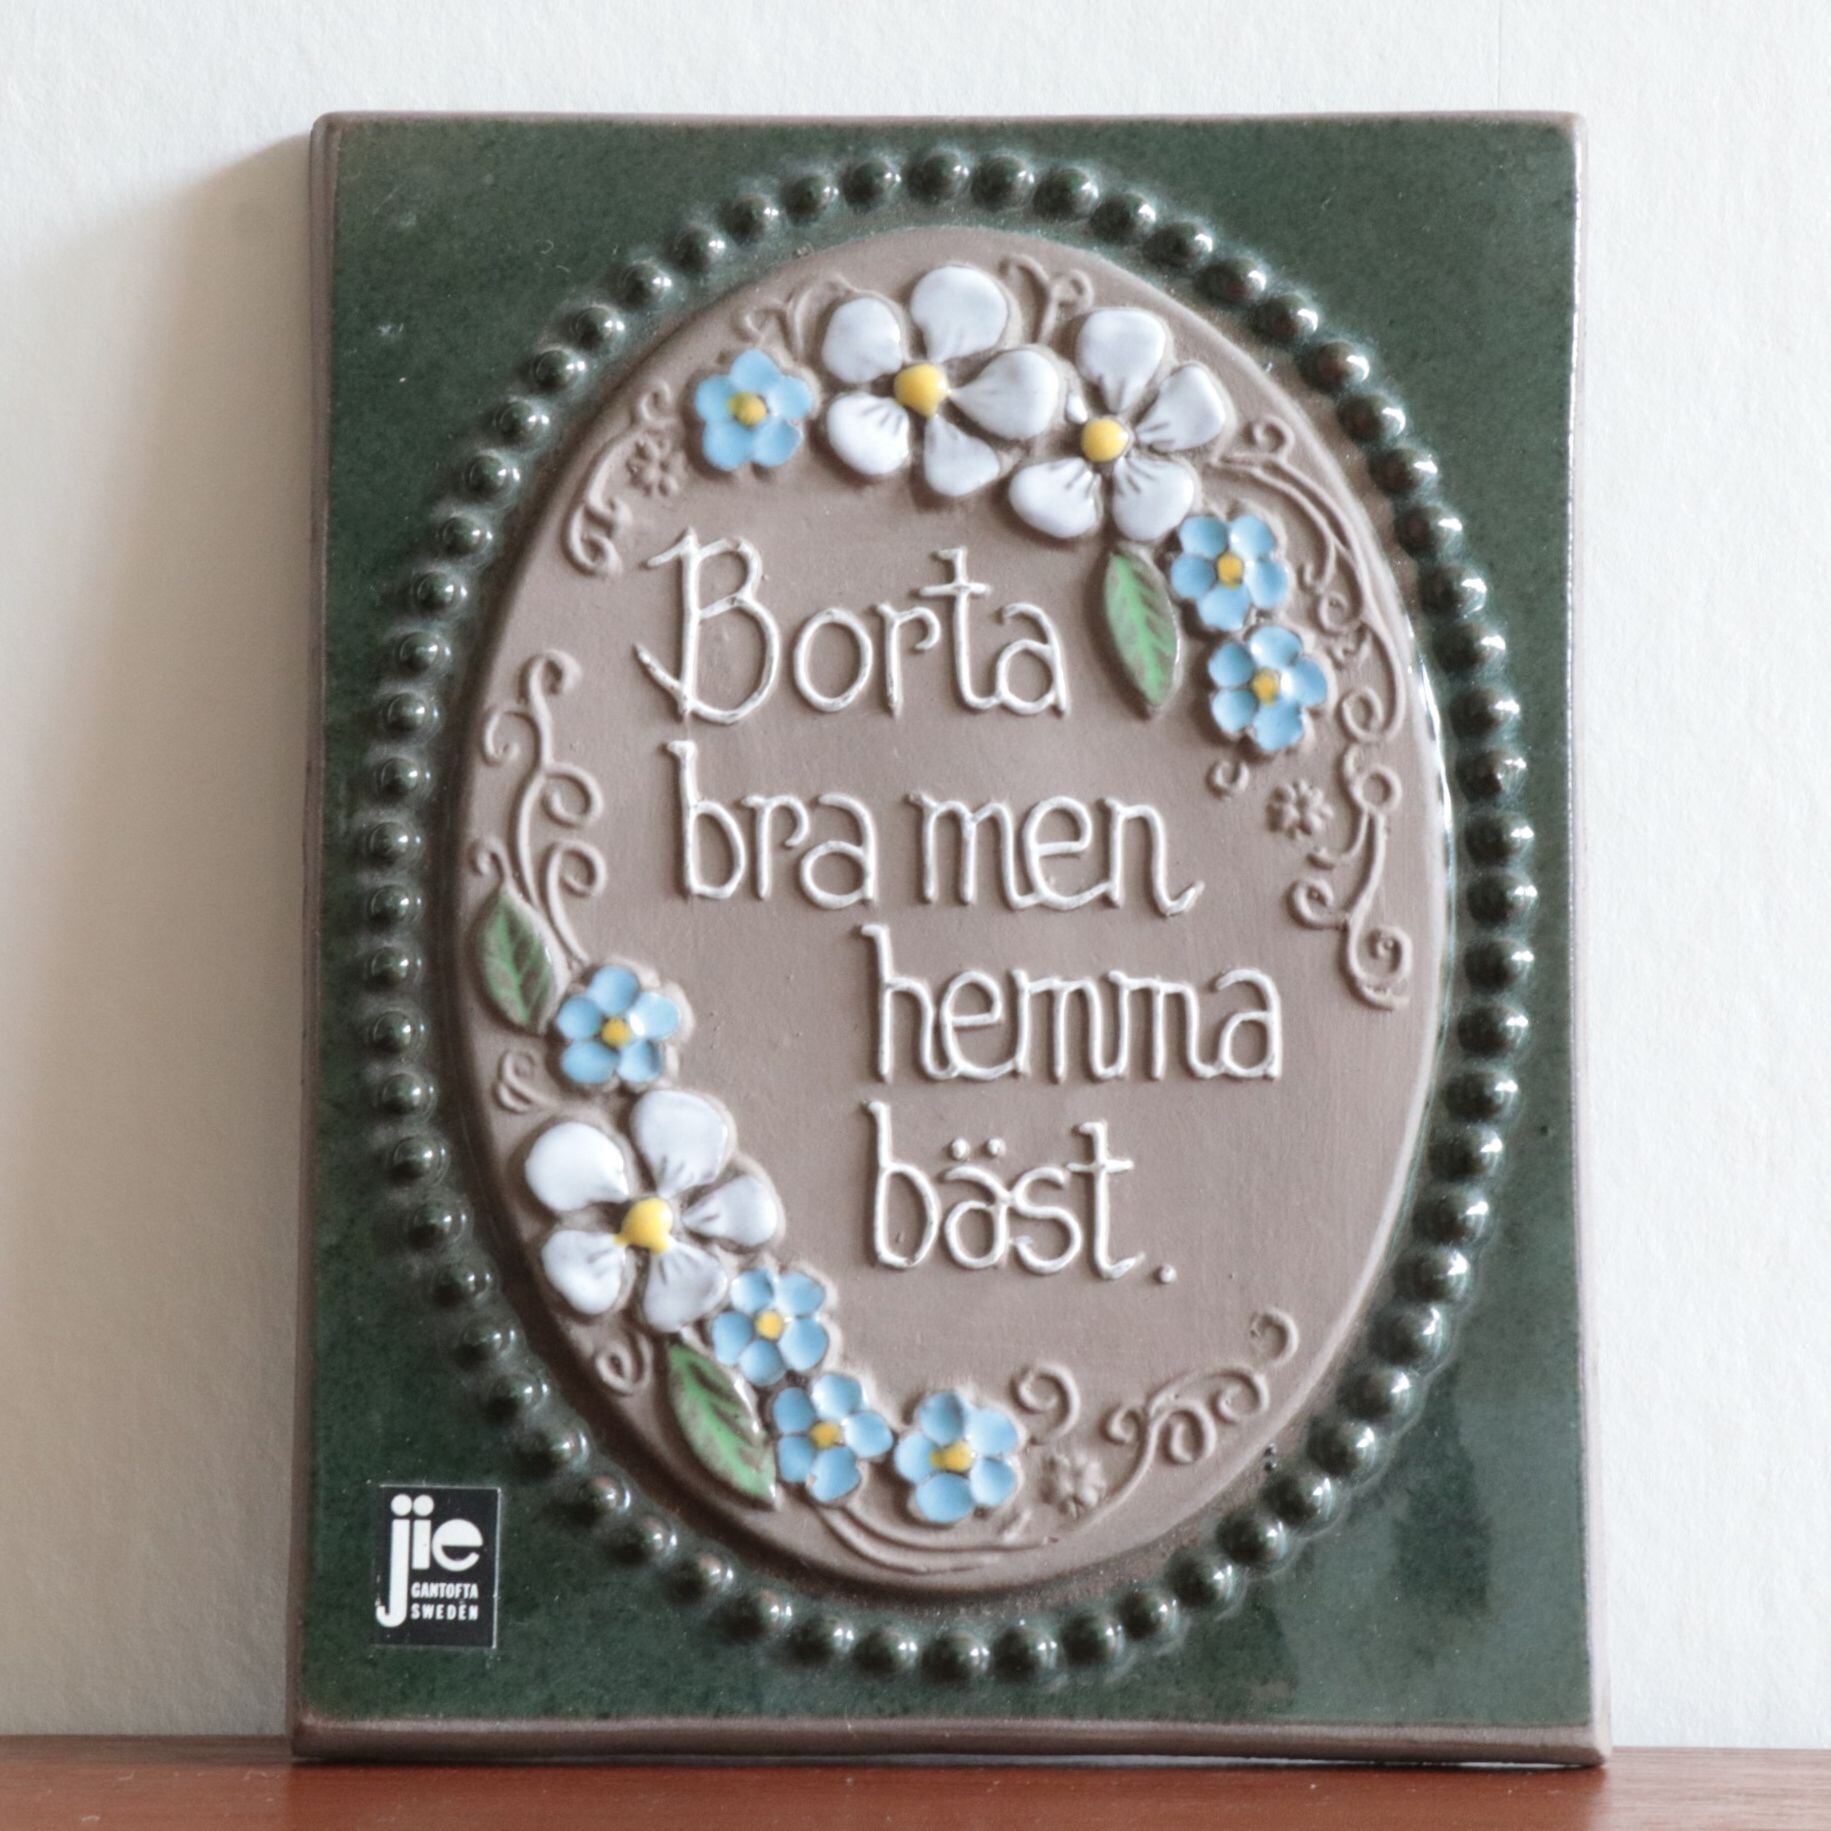 Borta
bra men
hemma
bäst.
jie
GANTOFTA
SWEDEN